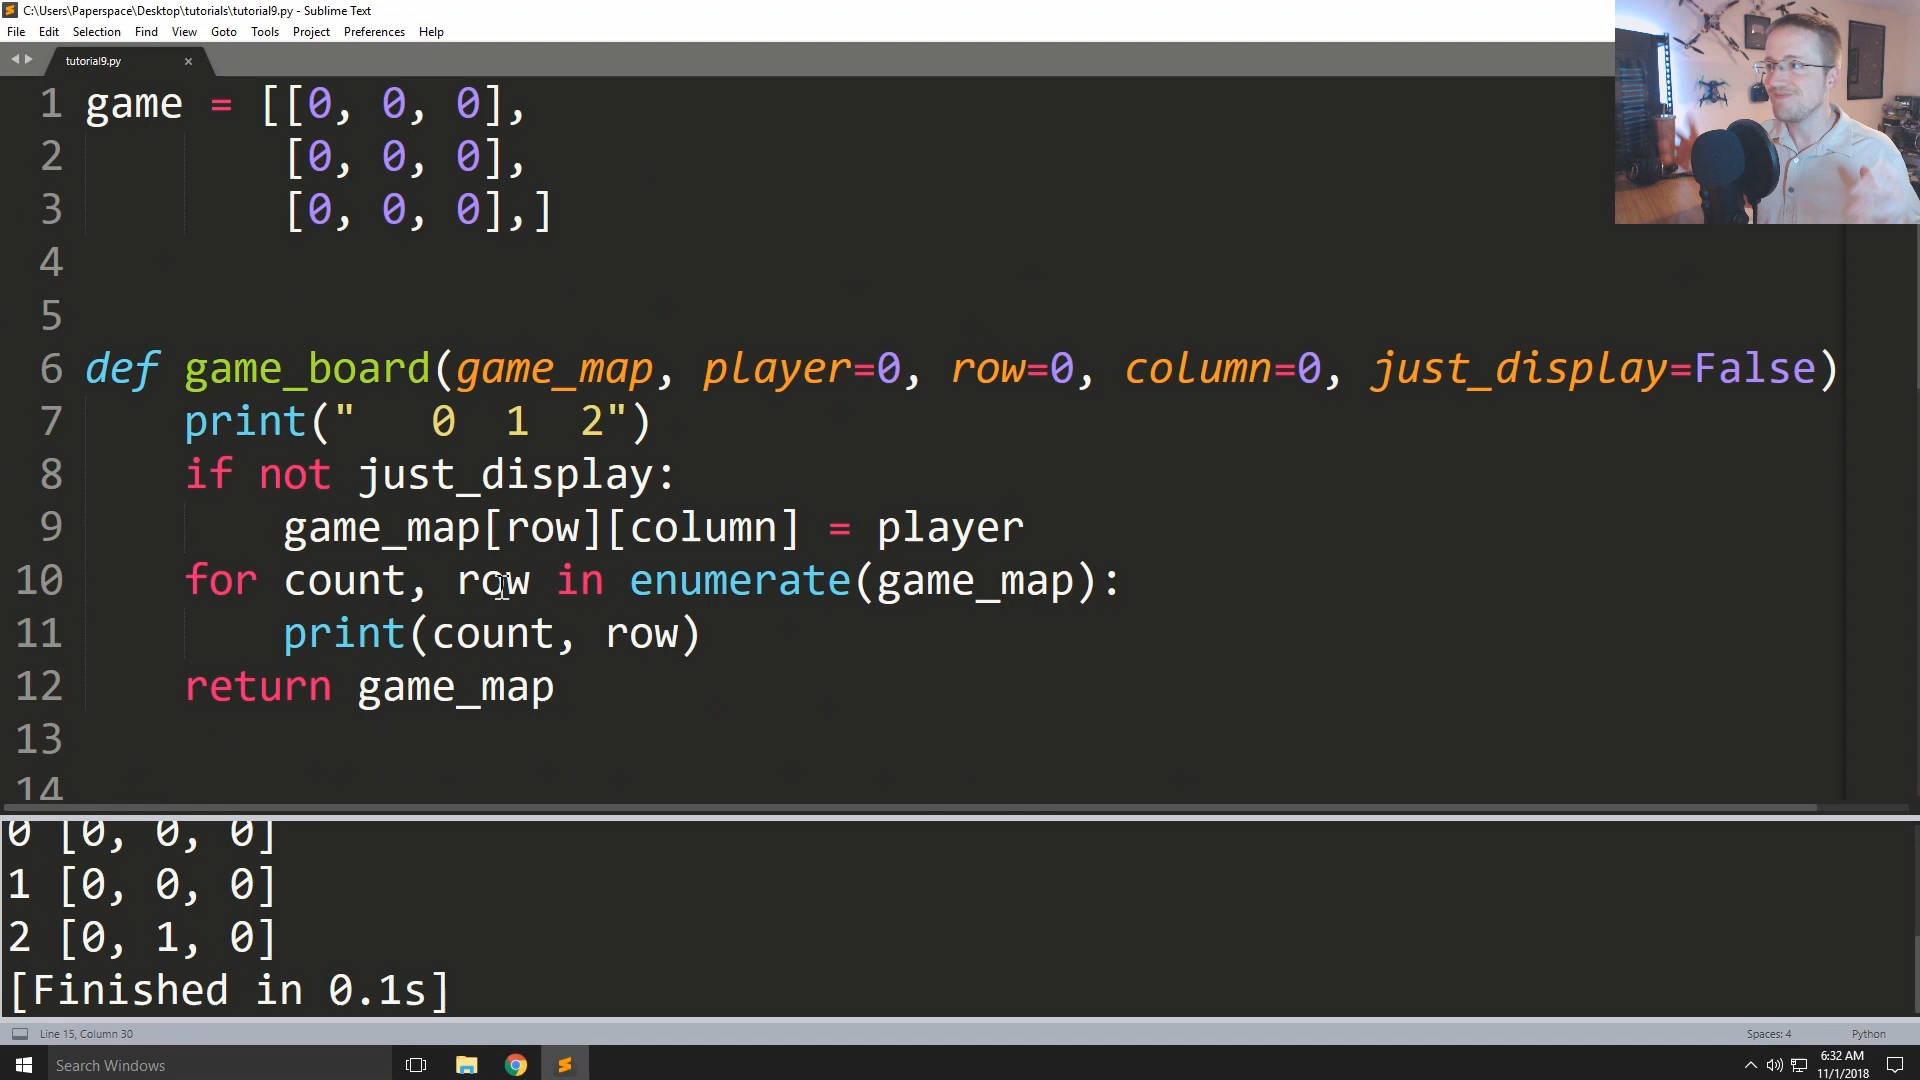 C:\Users\Paperspace\Desktop\tutorials\tutorial9.py - Sublime Text
File Edit Selection Find View Goto Tools Project Preferences Help
tutorial9.py ×
1 game = [[0, 0, 0],
2 [0, 0, 0],
3 [0, 0, 0],]
4
5
6 def game_board(game_map, player=0, row=0, column=0, just_display=False)
7 print("   0  1  2")
8 if not just_display:
9 game_map[row][column] = player
10 for count, row in enumerate(game_map):
11 print(count, row)
12 return game_map
13
14
0 [0, 0, 0]
1 [0, 0, 0]
2 [0, 1, 0]
[Finished in 0.1s]
Line 15, Column 30 Spaces: 4 Python
Search Windows
6:32 AM
11/1/2018